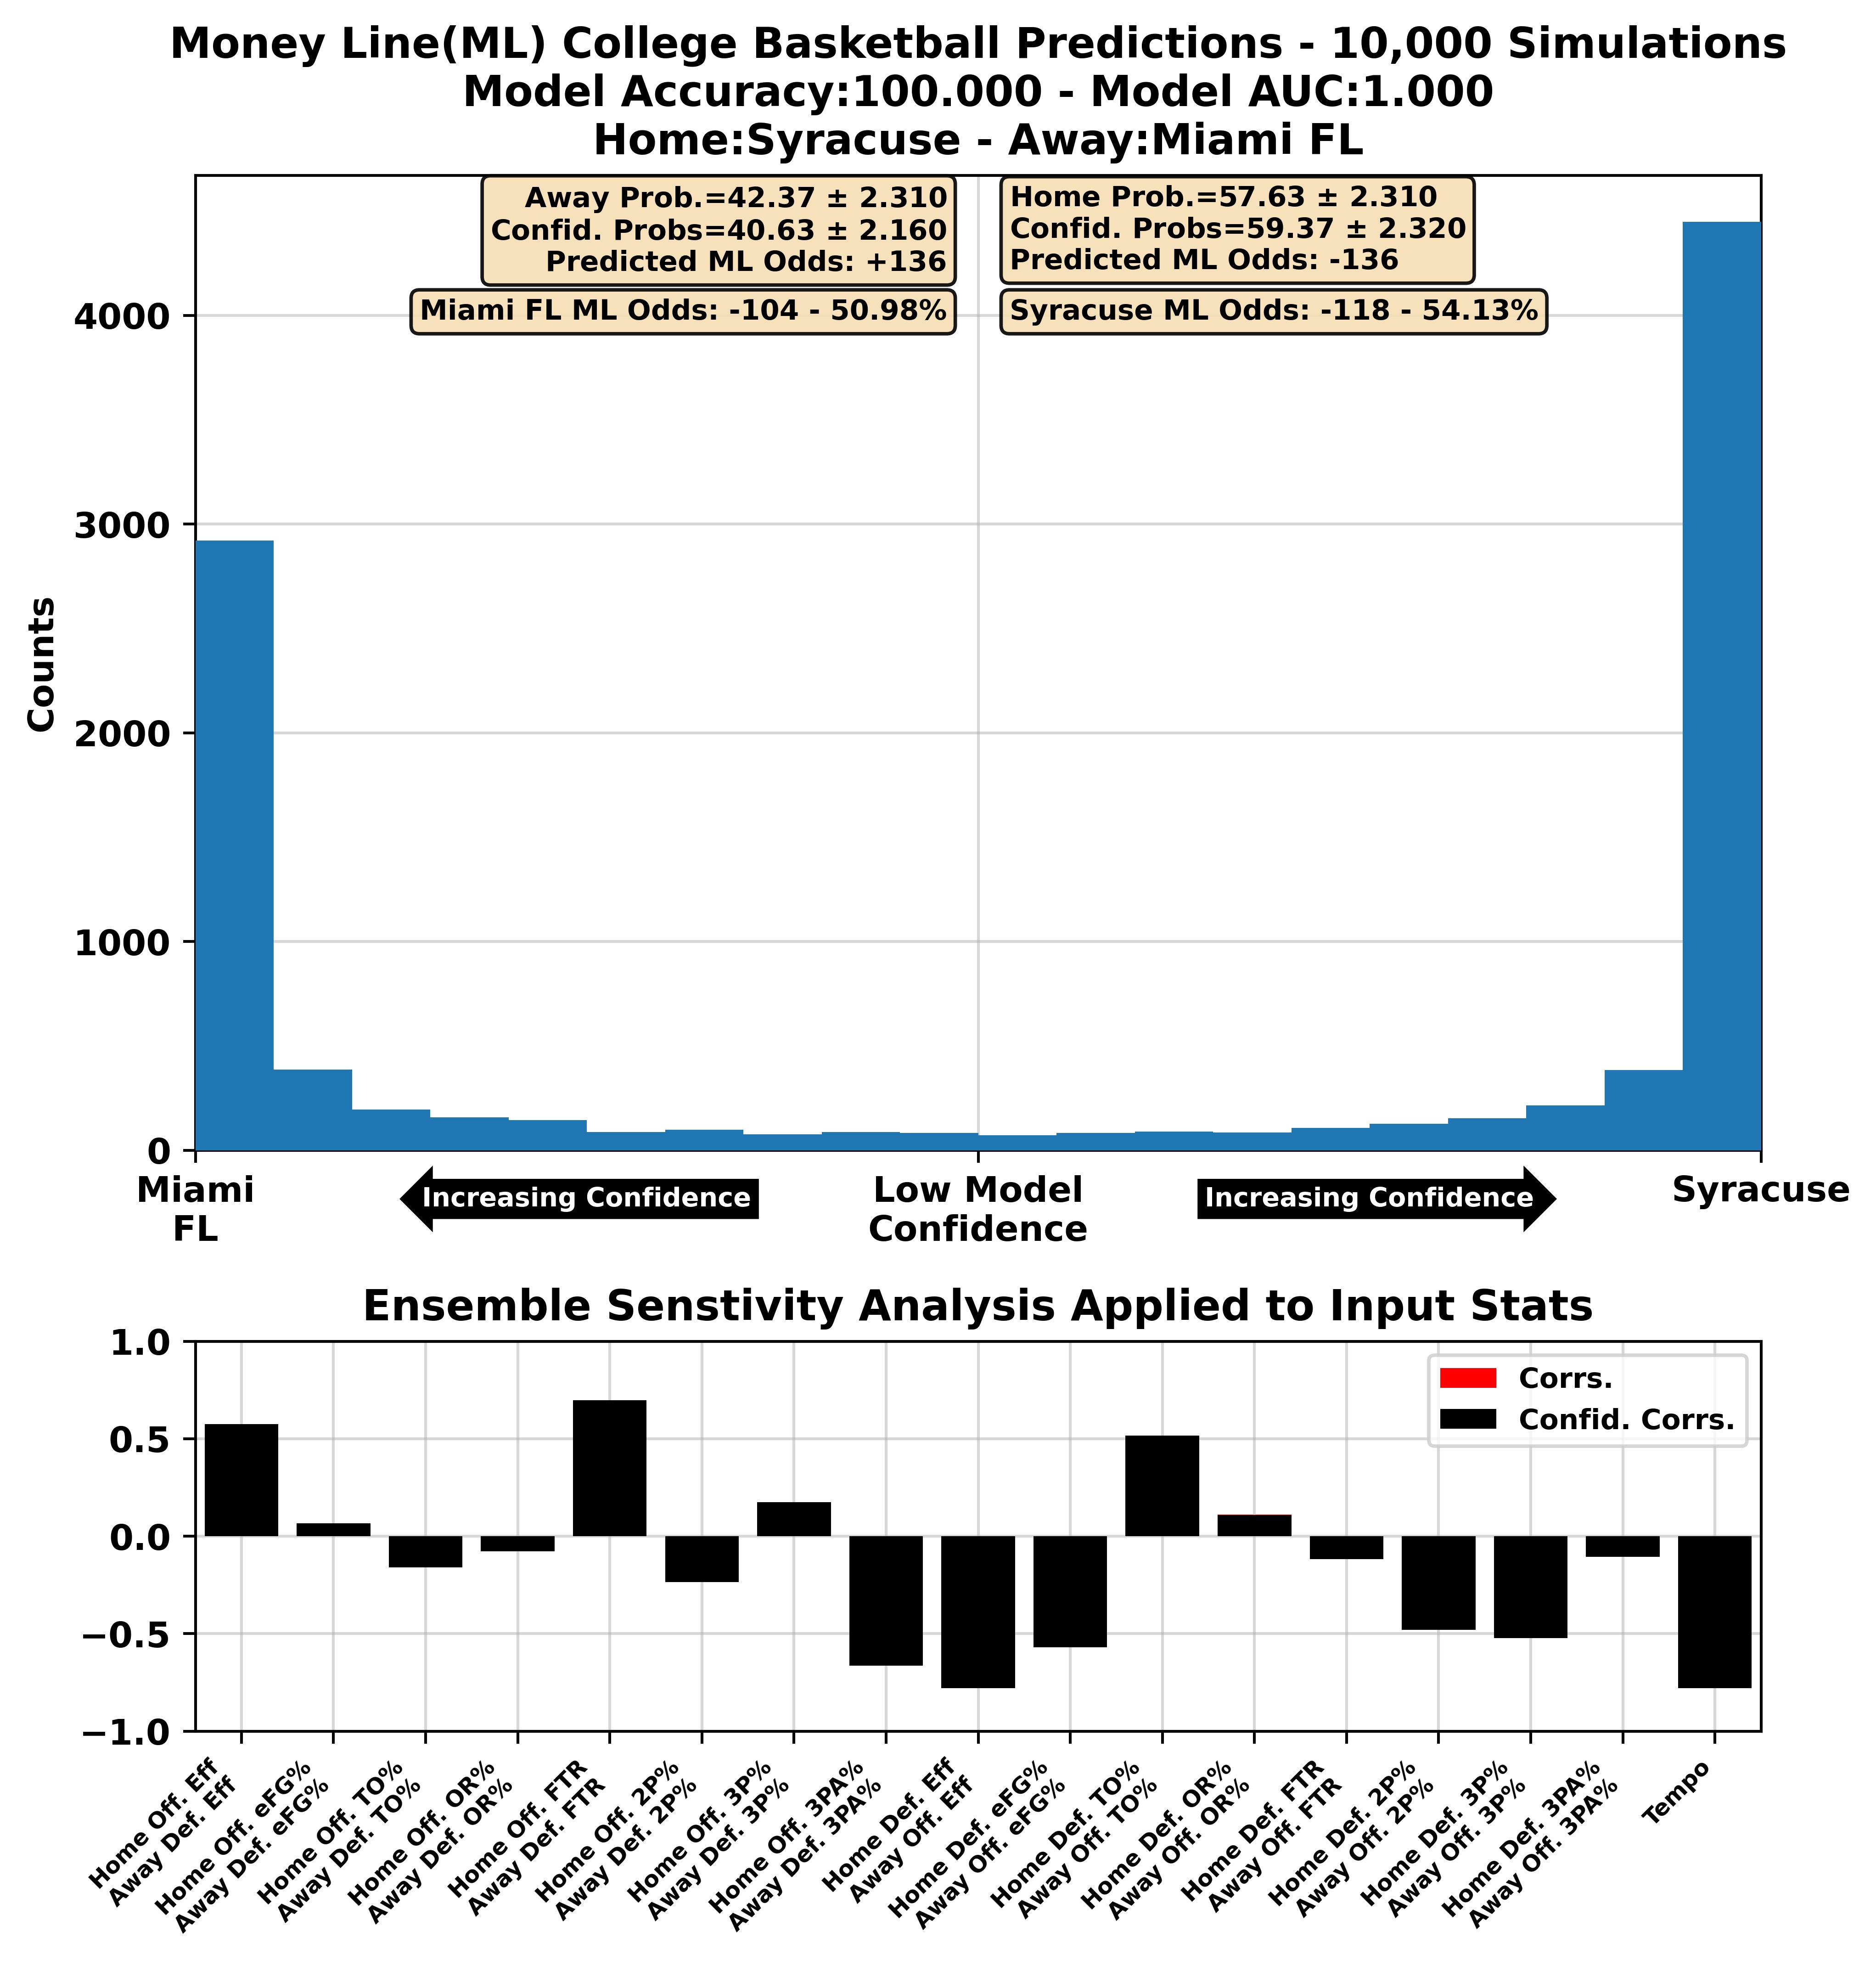 Money Line(ML) College Basketball Predictions - 10,000 Simulations
Model Accuracy:100.000 - Model AUC:1.000
Home:Syracuse - Away:Miami FL
Away Prob.=42.37 ± 2.310
Confid. Probs=40.63 ± 2.160
Predicted ML Odds: +136
Miami FL ML Odds: -104 - 50.98%
Home Prob.=57.63 ± 2.310
Confid. Probs=59.37 ± 2.320
Predicted ML Odds: -136
Syracuse ML Odds: -118 - 54.13%
Counts
4000
3000
2000
1000
0
Miami
FL
Increasing Confidence
Low Model
Confidence
Increasing Confidence
Syracuse
Ensemble Senstivity Analysis Applied to Input Stats
1.0
0.5
0.0
−0.5
−1.0
Corrs.
Confid. Corrs.
Home Off. Eff
Away Def. Eff
Home Off. eFG%
Away Def. eFG%
Home Off. TO%
Away Def. TO%
Home Off. OR%
Away Def. OR%
Home Off. FTR
Away Def. FTR
Home Off. 2P%
Away Def. 2P%
Home Off. 3P%
Away Def. 3P%
Home Off. 3PA%
Away Def. 3PA%
Home Def. Eff
Away Off. Eff
Home Def. eFG%
Away Off. eFG%
Home Def. TO%
Away Off. TO%
Home Def. OR%
Away Off. OR%
Home Def. FTR
Away Off. FTR
Home Def. 2P%
Away Off. 2P%
Home Def. 3P%
Away Off. 3P%
Home Def. 3PA%
Away Off. 3PA%
Tempo